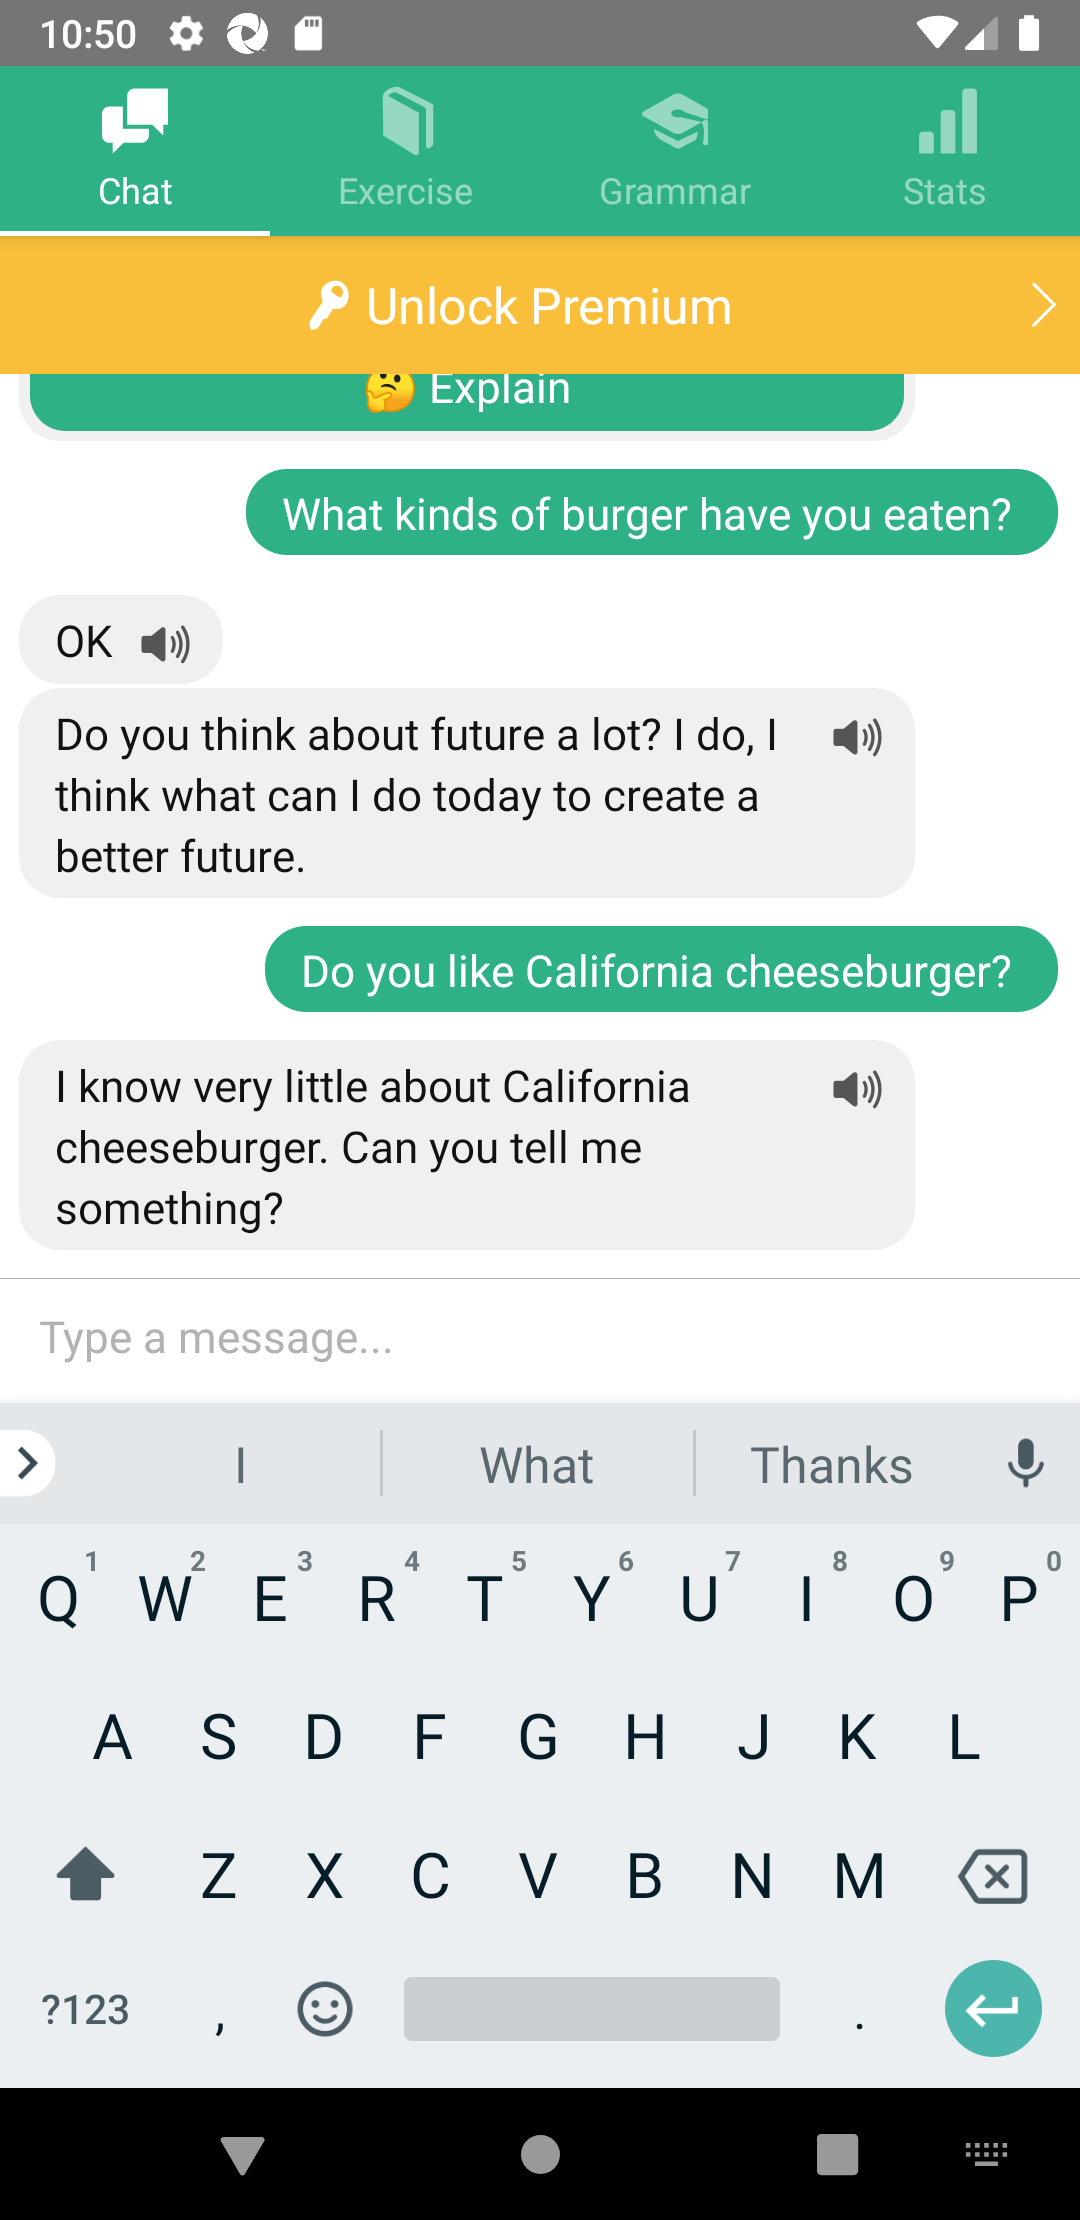 10:50
Chat
Exercise
Grammar
Stats
Unlock Premium
Explain
What kinds of burger have you eaten?
OK
Do you think about future a lot? I do, I
think what can I do today to create a
better future.
Do you like California cheeseburger?
I know very little about California
cheeseburger. Can you tell me
something?
Type a message...
I What Thanks
1 2 3 4 5 6 7 8 9 0
Q W E R T Y U I O P
A S D F G H J K L
Z X C V B N M
?123 , .